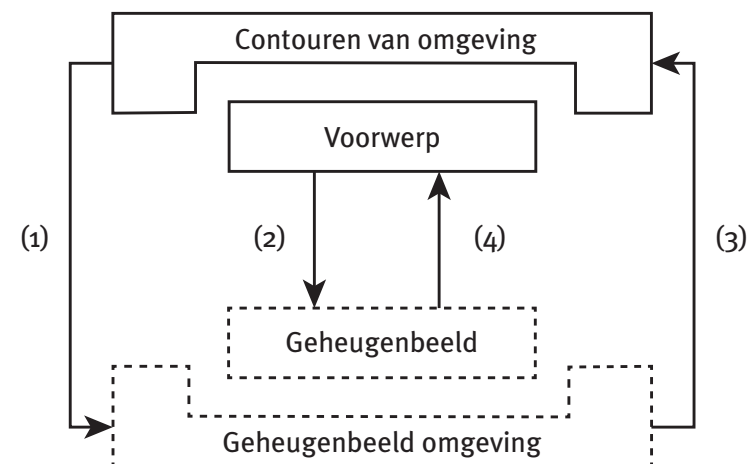 Contouren van omgeving
Voorwerp
(1)
(2)
(4)
(3)
Geheugenbeeld
Geheugenbeeld omgeving